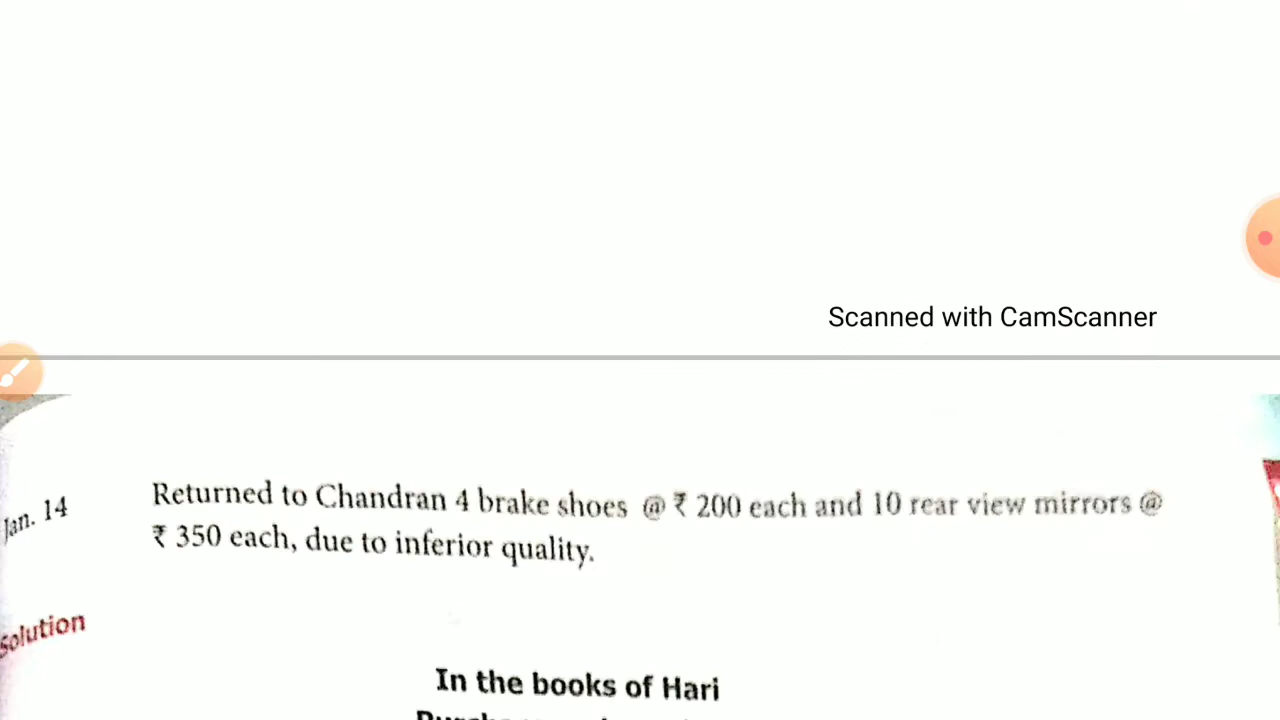 Scanned with CamScanner
Jan. 14
Returned to Chandran 4 brake shoes @ ₹ 200 each and 10 rear view mirrors @
₹ 350 each, due to inferior quality.
Solution
In the books of Hari